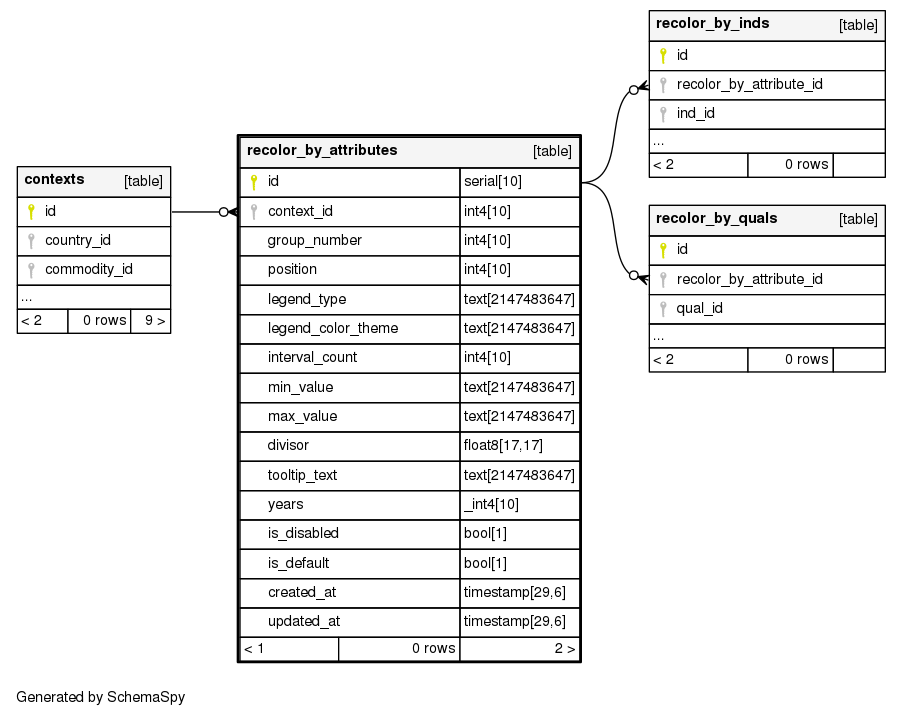 contexts [table]
id
country_id
commodity_id
...
< 2 0 rows 9 >
recolor_by_attributes [table]
id serial[10]
context_id int4[10]
group_number int4[10]
position int4[10]
legend_type text[2147483647]
legend_color_theme text[2147483647]
interval_count int4[10]
min_value text[2147483647]
max_value text[2147483647]
divisor float8[17,17]
tooltip_text text[2147483647]
years _int4[10]
is_disabled bool[1]
is_default bool[1]
created_at timestamp[29,6]
updated_at timestamp[29,6]
< 1 0 rows 2 >
recolor_by_inds [table]
id
recolor_by_attribute_id
ind_id
...
< 2 0 rows
recolor_by_quals [table]
id
recolor_by_attribute_id
qual_id
...
< 2 0 rows
Generated by SchemaSpy